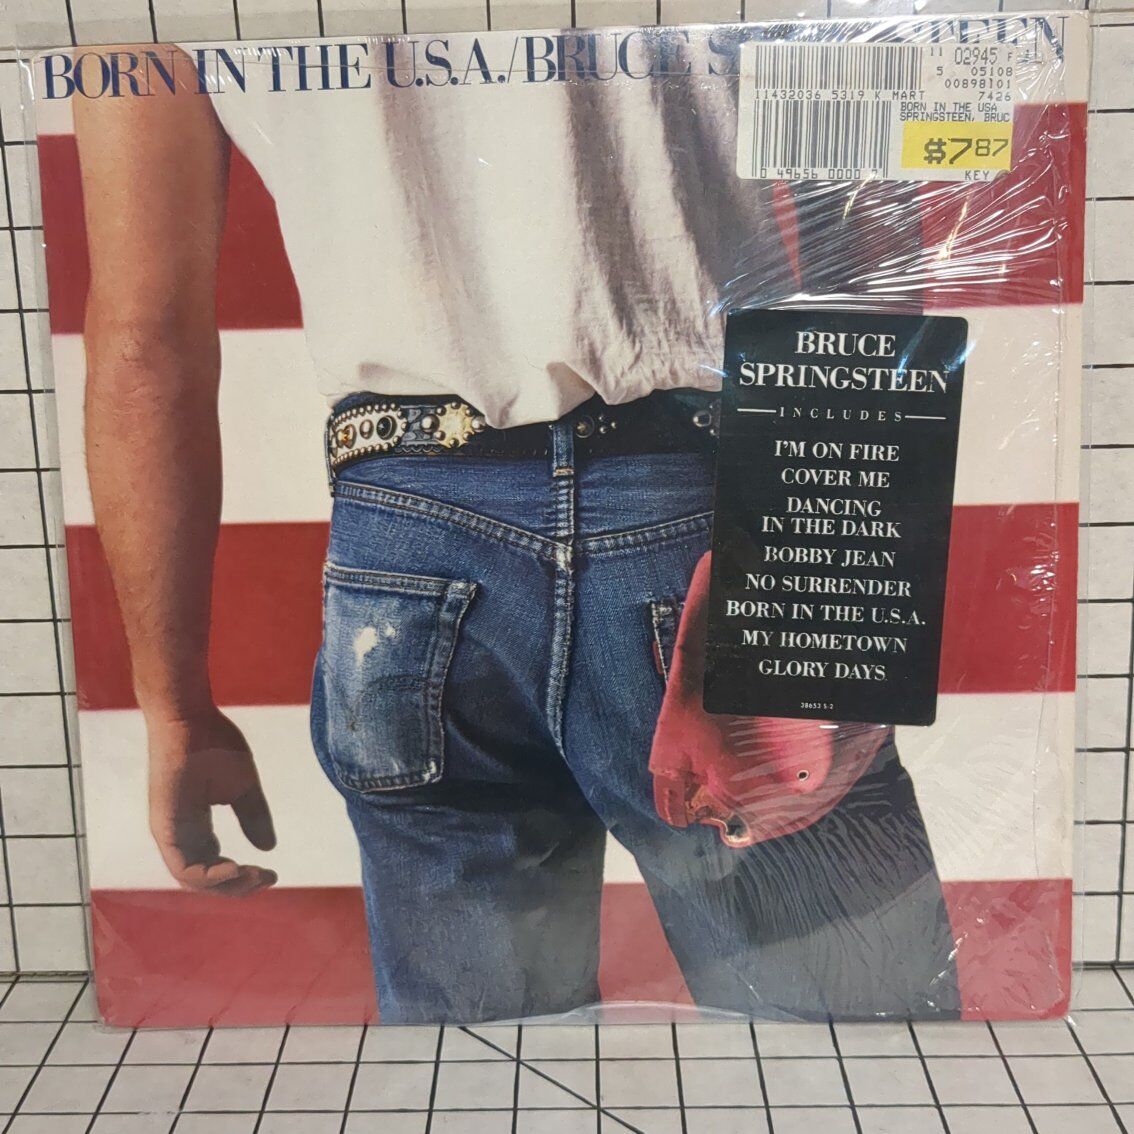 BORN IN THE U.S.A./BRUCE S TEEN
11 02945 F
5 05108
00898101
11432036 5319 K MART 7426
BORN IN THE USA
SPRINGSTEEN, BRUC
$7 87
0 49656 0000
KEY
BRUCE
SPRINGSTEEN
INCLUDES
I'M ON FIRE
COVER ME
DANCING
IN THE DARK
BOBBY JEAN
NO SURRENDER
BORN IN THE U.S.A.
MY HOMETOWN
GLORY DAYS
38653 S-2